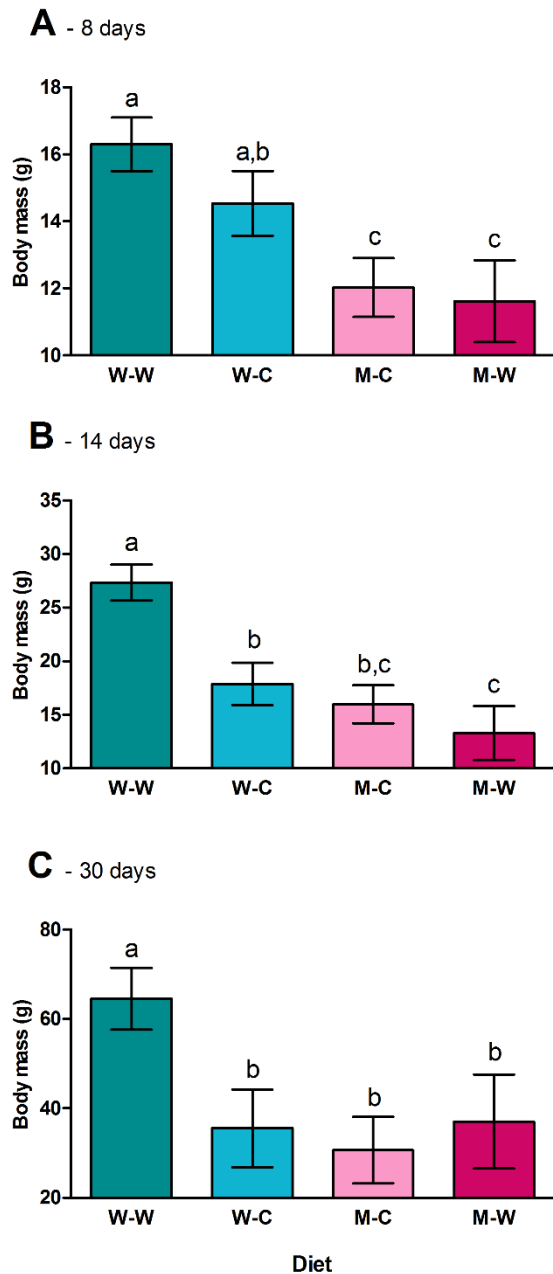 A - 8 days
18
16
14
12
10
Body mass (g)
a
a,b
c
c
W-W W-C M-C M-W
B - 14 days
35
30
25
20
15
10
Body mass (g)
a
b
b,c
c
W-W W-C M-C M-W
C - 30 days
80
60
40
20
Body mass (g)
a
b
b
b
W-W W-C M-C M-W
Diet